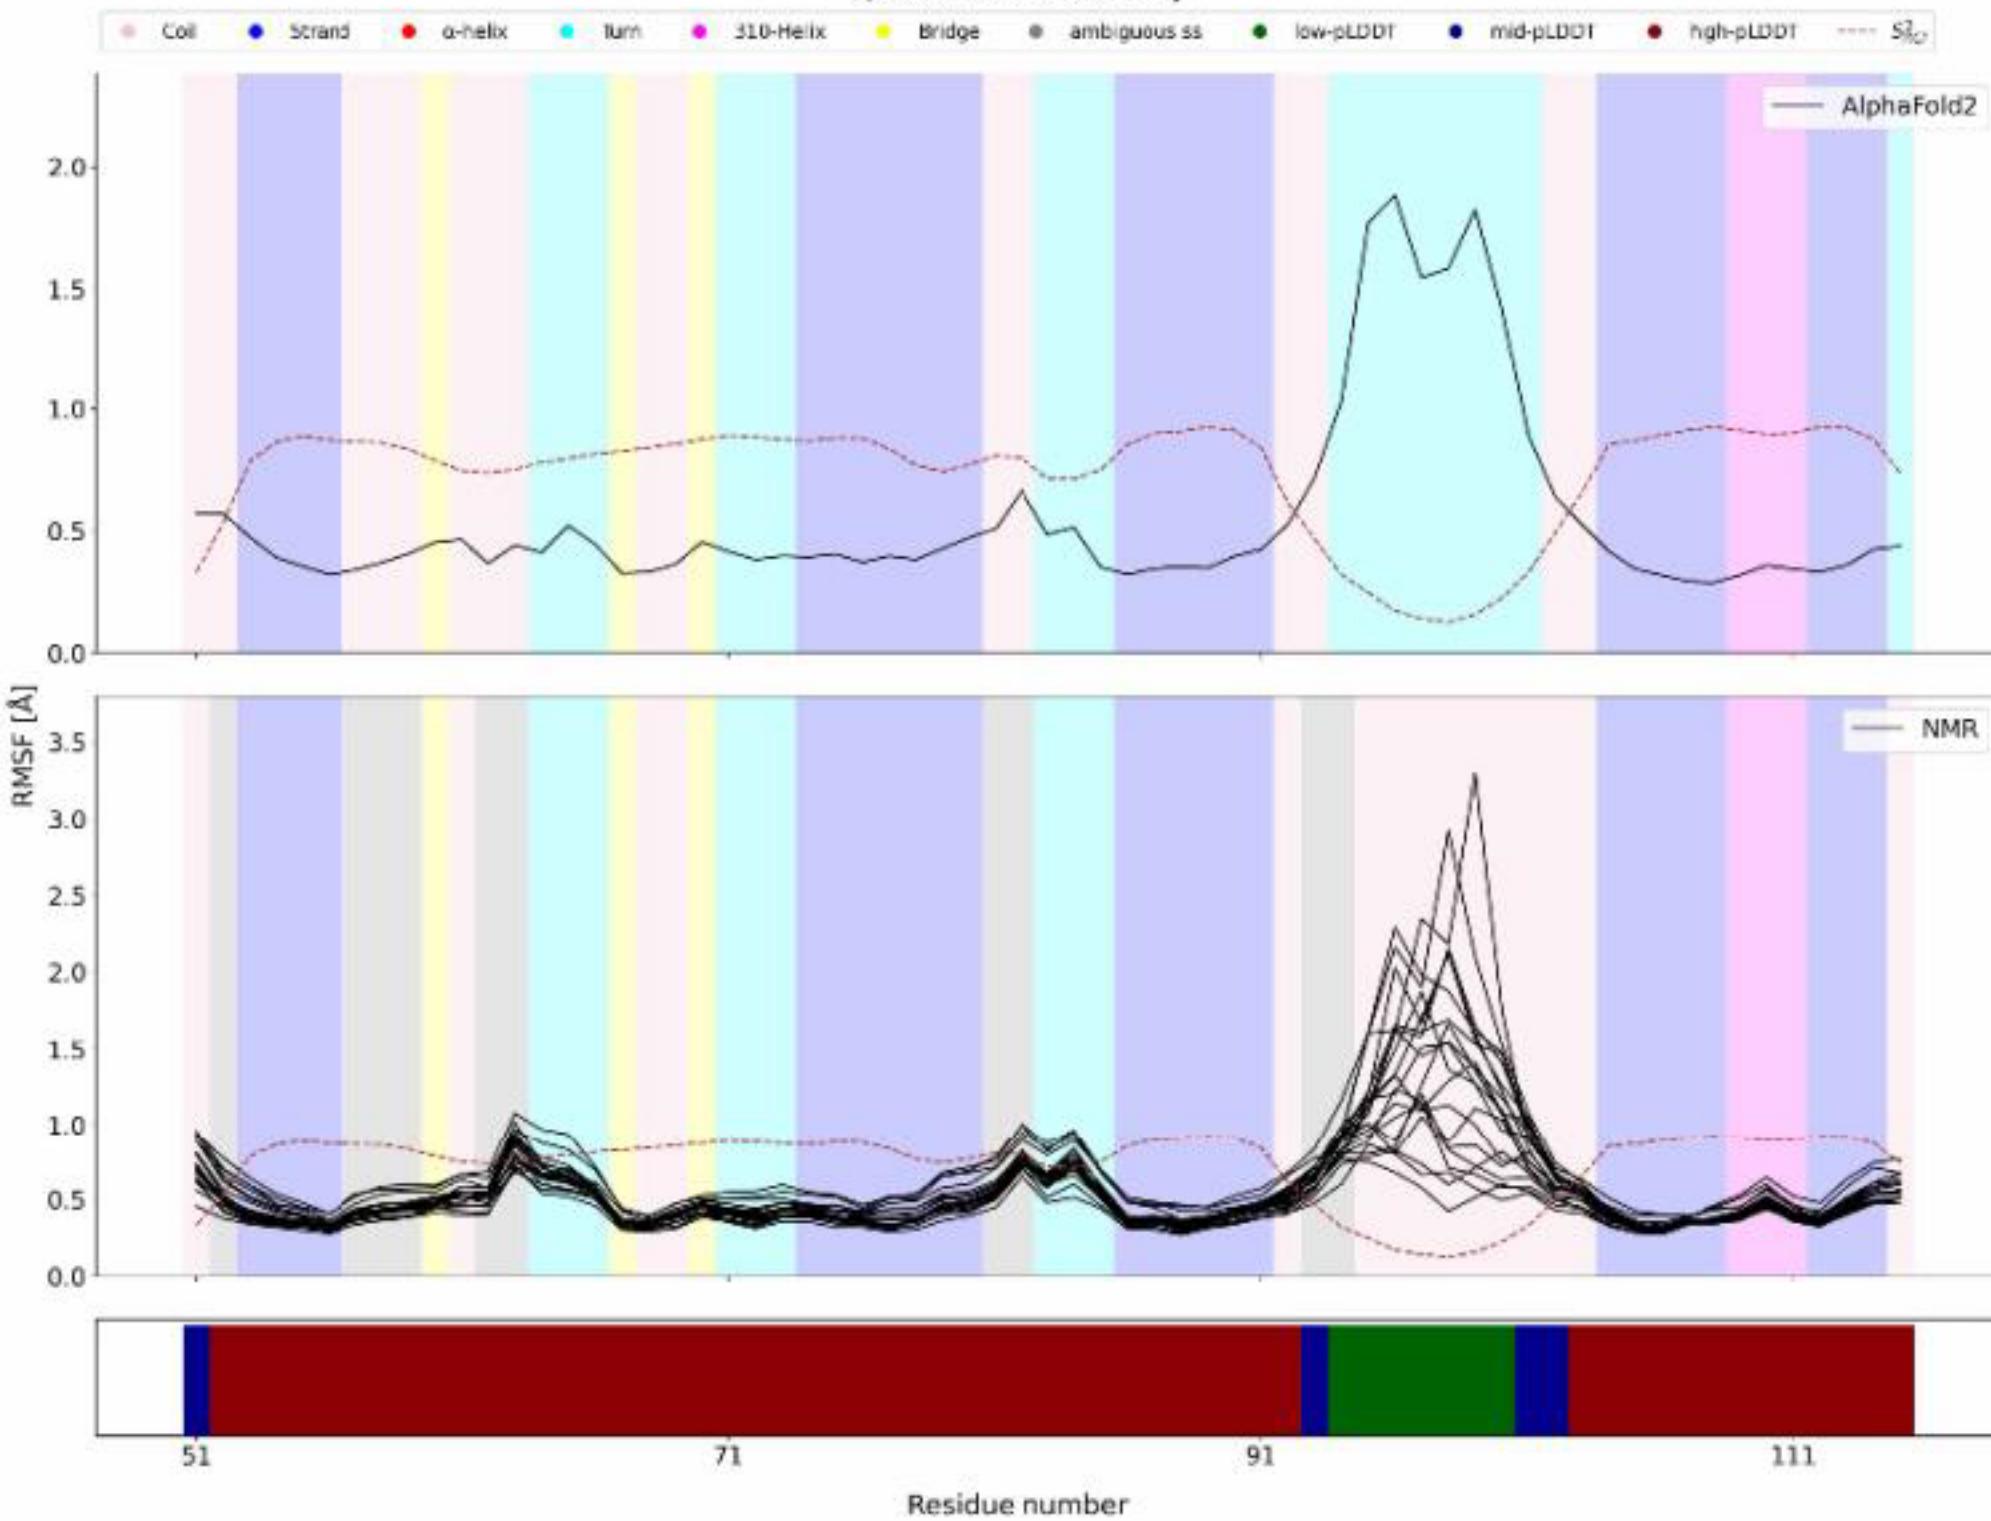 Coil Strand α-helix Turn 310-Helix Bridge ambiguous ss low-pLDDT mid-pLDDT high-pLDDT S²
AlphaFold2
2.0
1.5
1.0
0.5
0.0
RMSF [Å]
NMR
3.5
3.0
2.5
2.0
1.5
1.0
0.5
0.0
51 71 91 111
Residue number